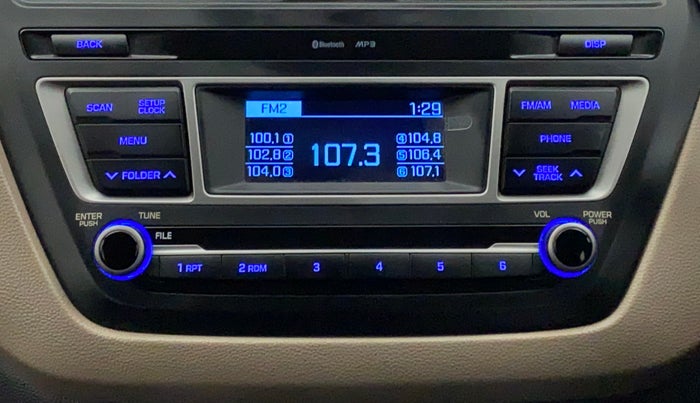 BACK Bluetooth MP3 DISP
SCAN SETUP CLOCK FM2 1:29 FM/AM MEDIA
MENU 100.1 1 107.3 4 104.8 PHONE
102.8 2 5 106.4
FOLDER 104.0 3 6 107.1 SEEK TRACK
ENTER PUSH TUNE VOL POWER PUSH
FILE
1 RPT 2 RDM 3 4 5 6